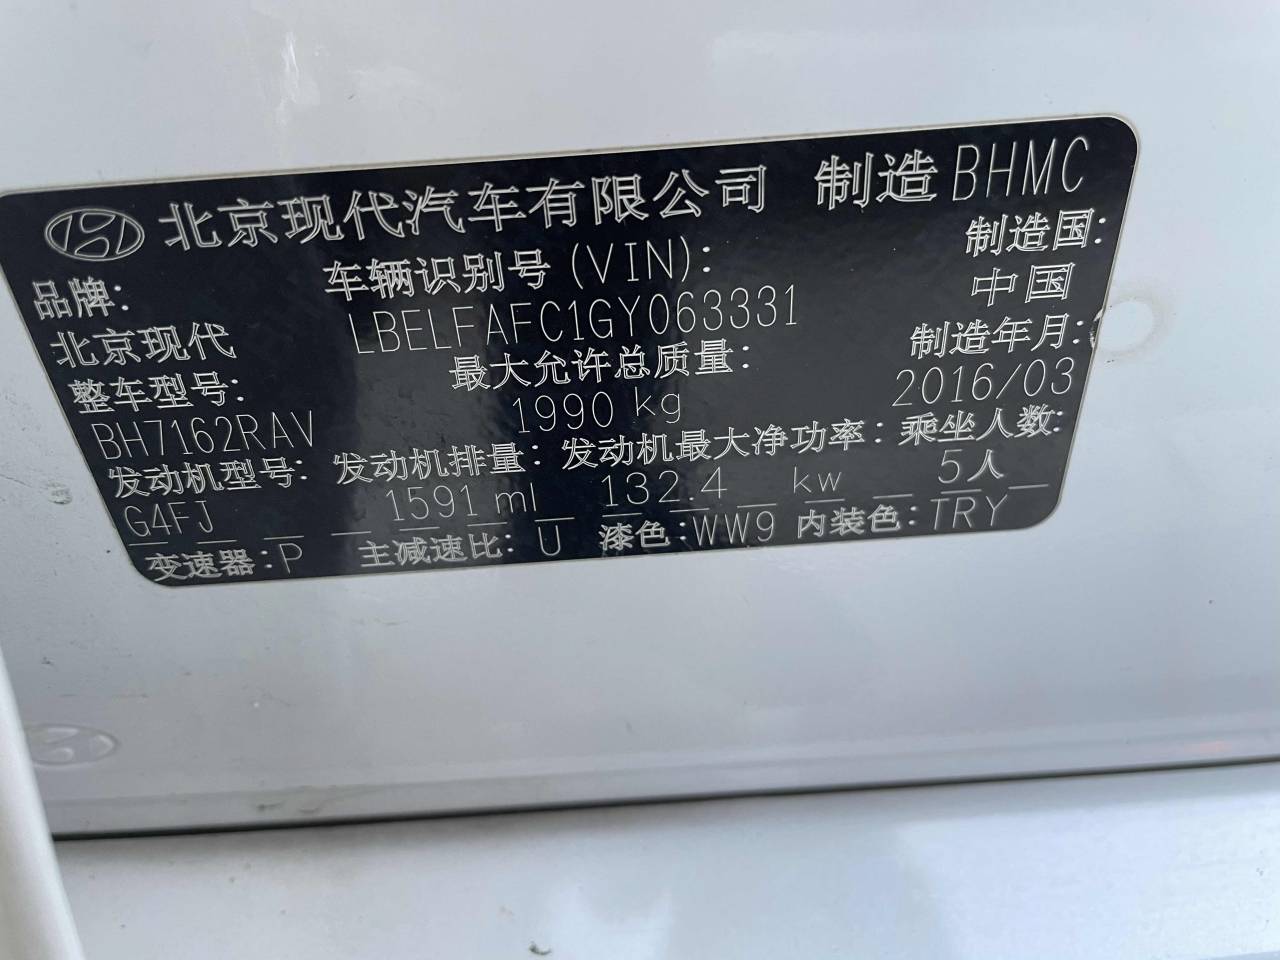 北京现代汽车有限公司 制造 BHMC
品牌: 车辆识别号 (VIN): 制造国:
北京现代 LBELFAFC1GY063331 中国
整车型号: 最大允许总质量: 制造年月:
BH7162RAV 1990 kg 2016/03
发动机型号: 发动机排量: 发动机最大净功率: 乘坐人数:
G4FJ 1591 ml 132.4 kw 5人
变速器:P 主减速比: U 漆色:WW9 内装色:TRY